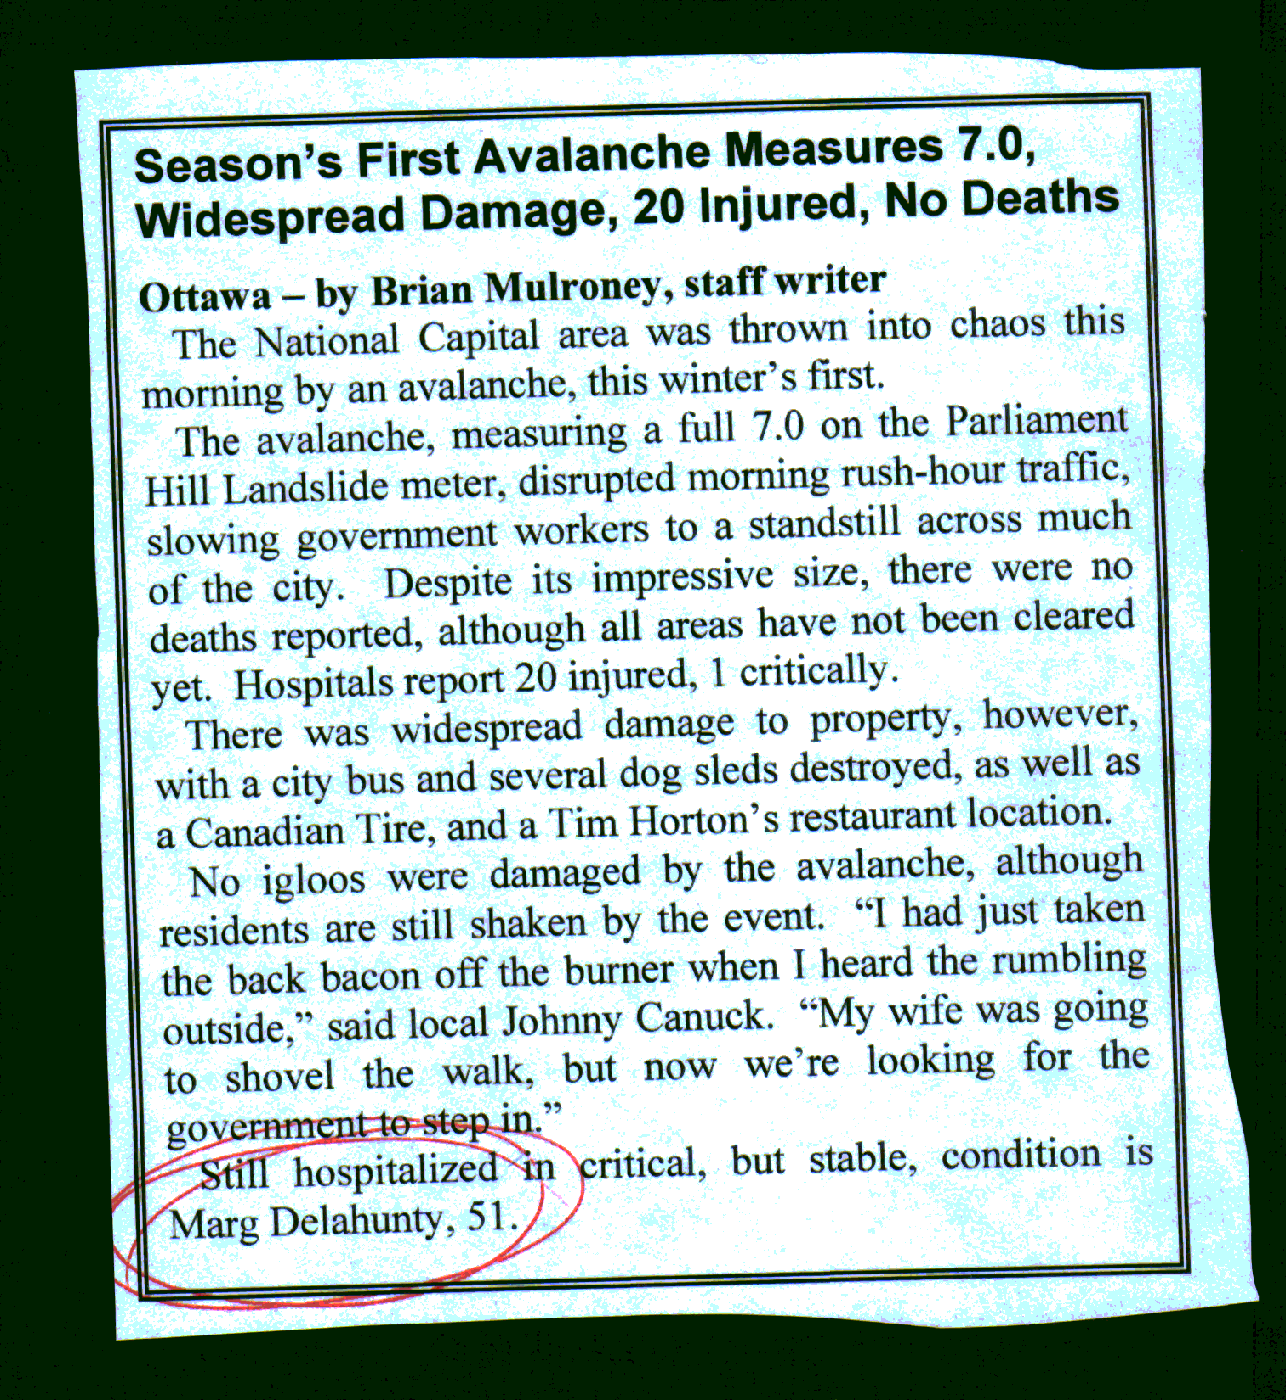 Season's First Avalanche Measures 7.0,
Widespread Damage, 20 Injured, No Deaths
Ottawa – by Brian Mulroney, staff writer
The National Capital area was thrown into chaos this
morning by an avalanche, this winter's first.
The avalanche, measuring a full 7.0 on the Parliament
Hill Landslide meter, disrupted morning rush-hour traffic,
slowing government workers to a standstill across much
of the city. Despite its impressive size, there were no
deaths reported, although all areas have not been cleared
yet. Hospitals report 20 injured, 1 critically.
There was widespread damage to property, however,
with a city bus and several dog sleds destroyed, as well as
a Canadian Tire, and a Tim Horton's restaurant location.
No igloos were damaged by the avalanche, although
residents are still shaken by the event. “I had just taken
the back bacon off the burner when I heard the rumbling
outside,” said local Johnny Canuck. “My wife was going
to shovel the walk, but now we're looking for the
government to step in.”
Still hospitalized in critical, but stable, condition is
Marg Delahunty, 51.